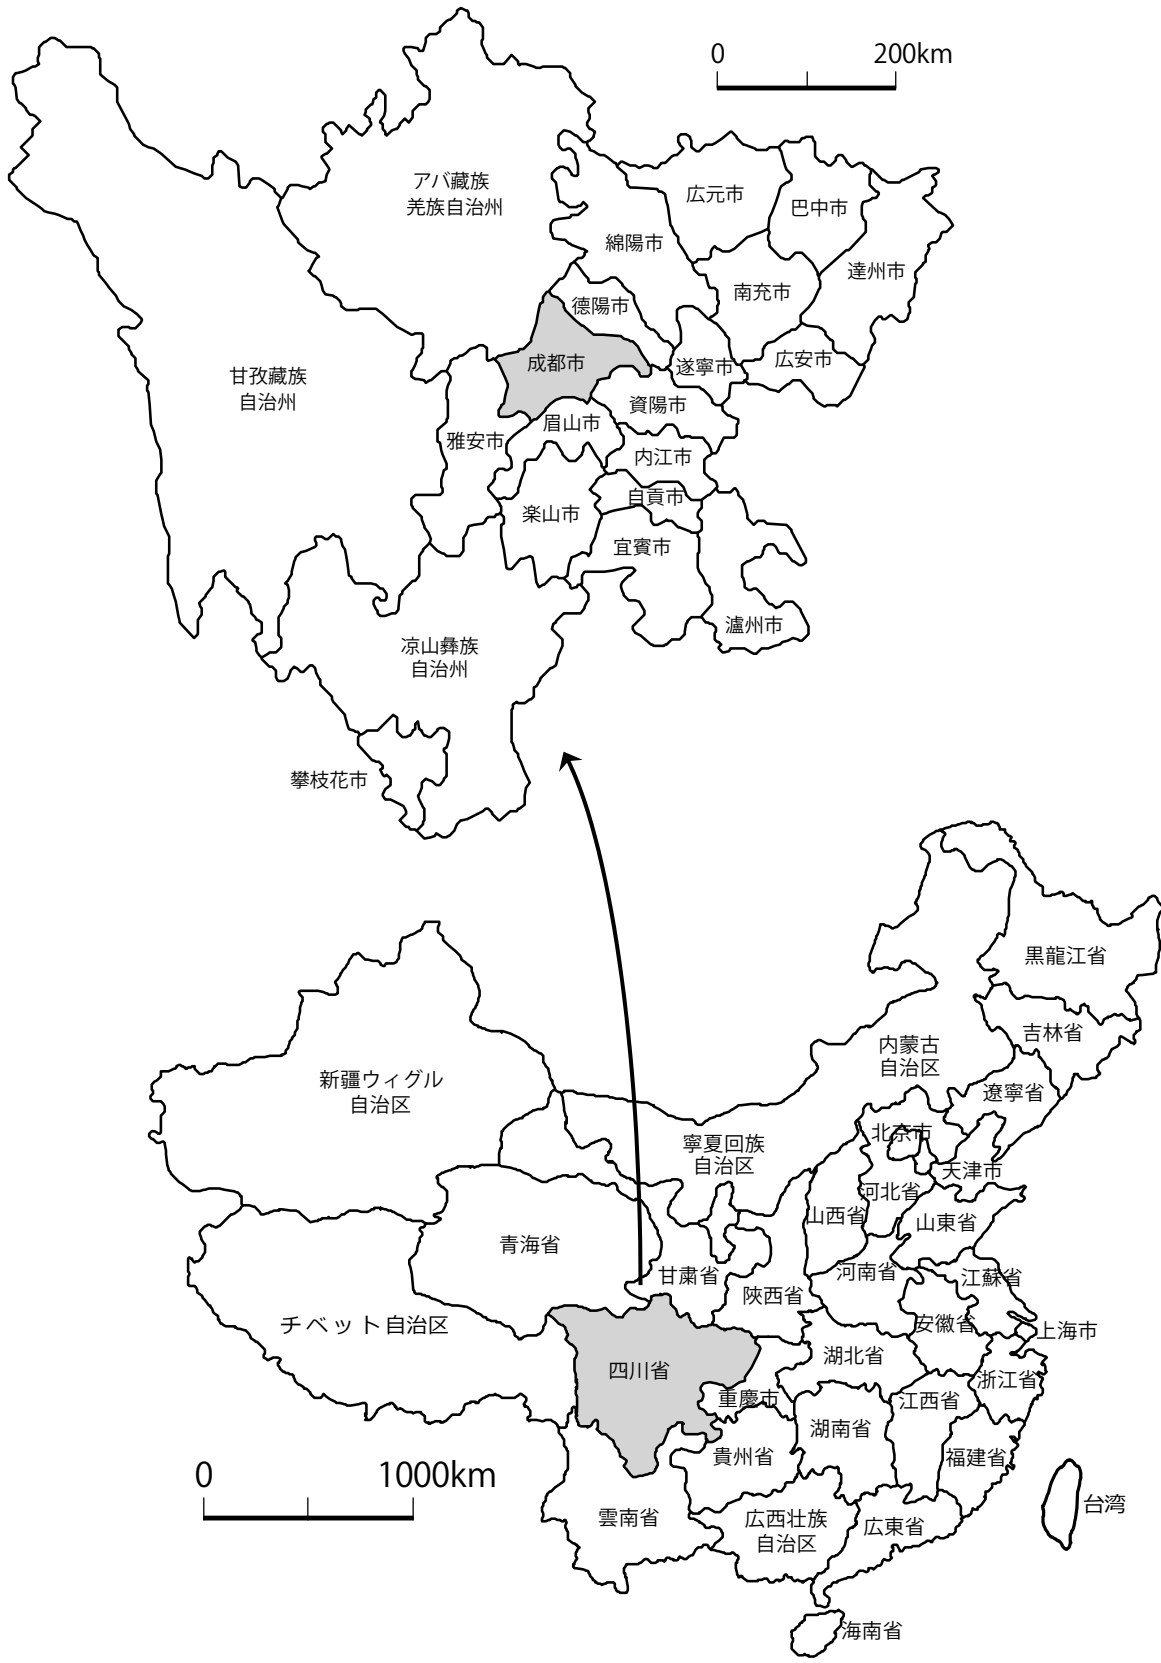 0 200km
アバ藏族
羌族自治州
広元市
巴中市
綿陽市
達州市
南充市
德陽市
成都市
遂寧市
広安市
甘孜藏族
自治州
資陽市
眉山市
雅安市
内江市
自貢市
楽山市
宜賓市
瀘州市
凉山彝族
自治州
攀枝花市
黒龍江省
吉林省
内蒙古
自治区
新疆ウィグル
自治区
遼寧省
北京市
寧夏回族
自治区
天津市
河北省
山西省
山東省
青海省
甘粛省
河南省
江蘇省
陝西省
チベット自治区
安徽省
上海市
湖北省
四川省
浙江省
重慶市
江西省
湖南省
貴州省
福建省
0 1000km
台湾
雲南省
広西壮族
自治区
広東省
海南省